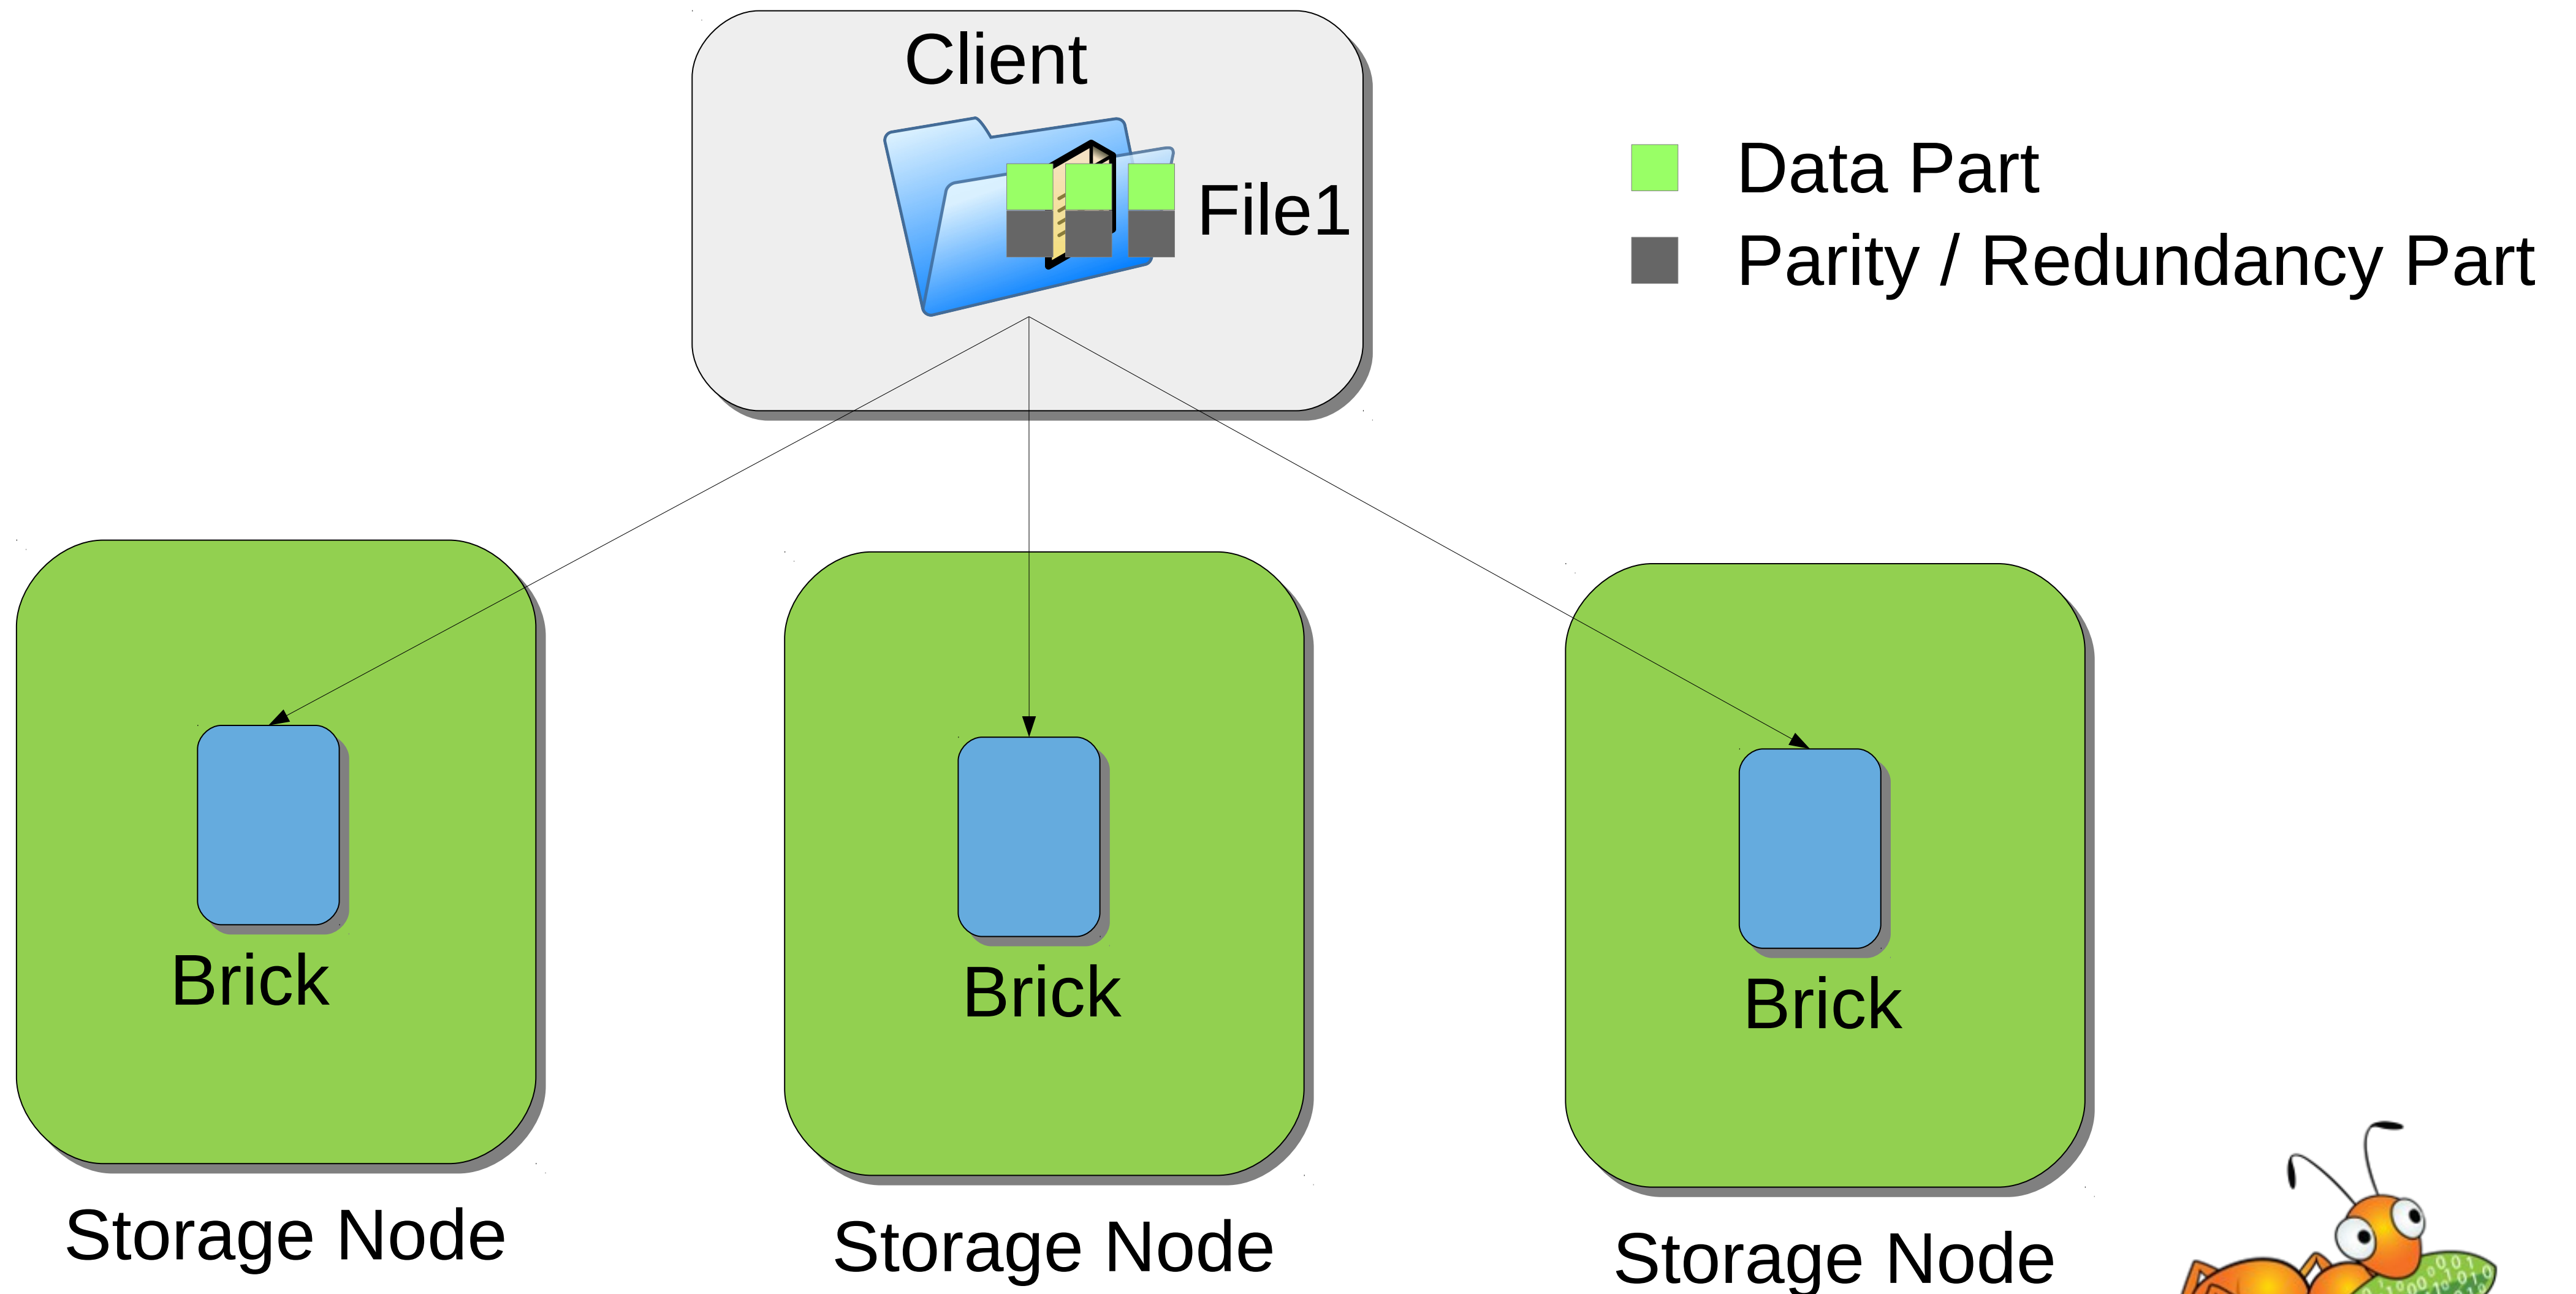 Client
File1
Data Part
Parity / Redundancy Part
Brick
Brick
Brick
Storage Node
Storage Node
Storage Node